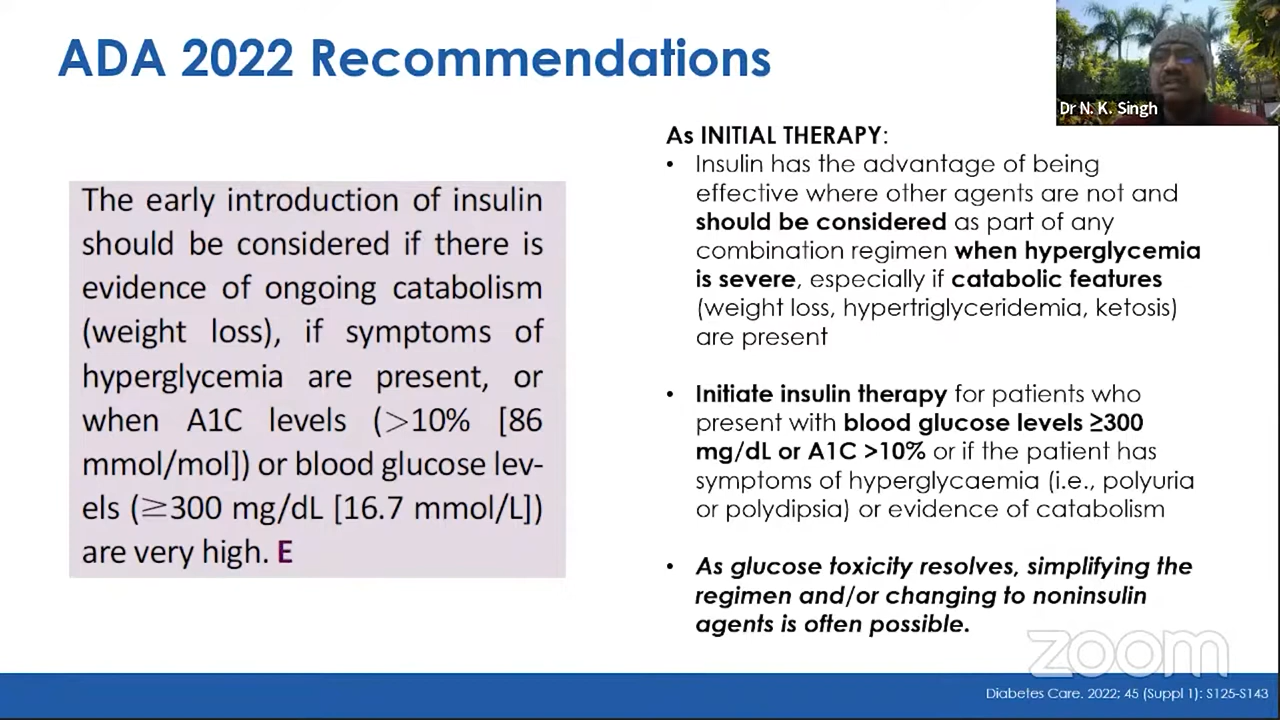 ADA 2022 Recommendations
Dr N. K. Singh
The early introduction of insulin
should be considered if there is
evidence of ongoing catabolism
(weight loss), if symptoms of
hyperglycemia are present, or
when A1C levels (>10% [86
mmol/mol]) or blood glucose lev-
els (≥300 mg/dL [16.7 mmol/L])
are very high. E
As INITIAL THERAPY:
• Insulin has the advantage of being
effective where other agents are not and
should be considered as part of any
combination regimen when hyperglycemia
is severe, especially if catabolic features
(weight loss, hypertriglyceridemia, ketosis)
are present
• Initiate insulin therapy for patients who
present with blood glucose levels ≥300
mg/dL or A1C >10% or if the patient has
symptoms of hyperglycaemia (i.e., polyuria
or polydipsia) or evidence of catabolism
• As glucose toxicity resolves, simplifying the
regimen and/or changing to noninsulin
agents is often possible.
zoom
Diabetes Care. 2022; 45 (Suppl 1): S125-S143